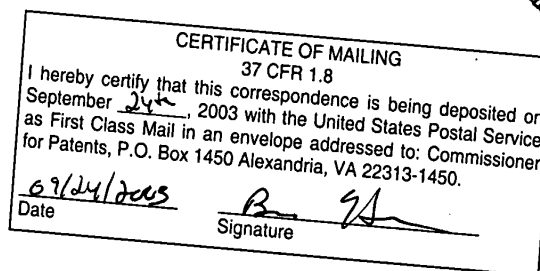 CERTIFICATE OF MAILING
37 CFR 1.8
I hereby certify that this correspondence is being deposited on
September 24th, 2003 with the United States Postal Service
as First Class Mail in an envelope addressed to: Commissioner
for Patents, P.O. Box 1450 Alexandria, VA 22313-1450.
09/24/2003
Date Signature